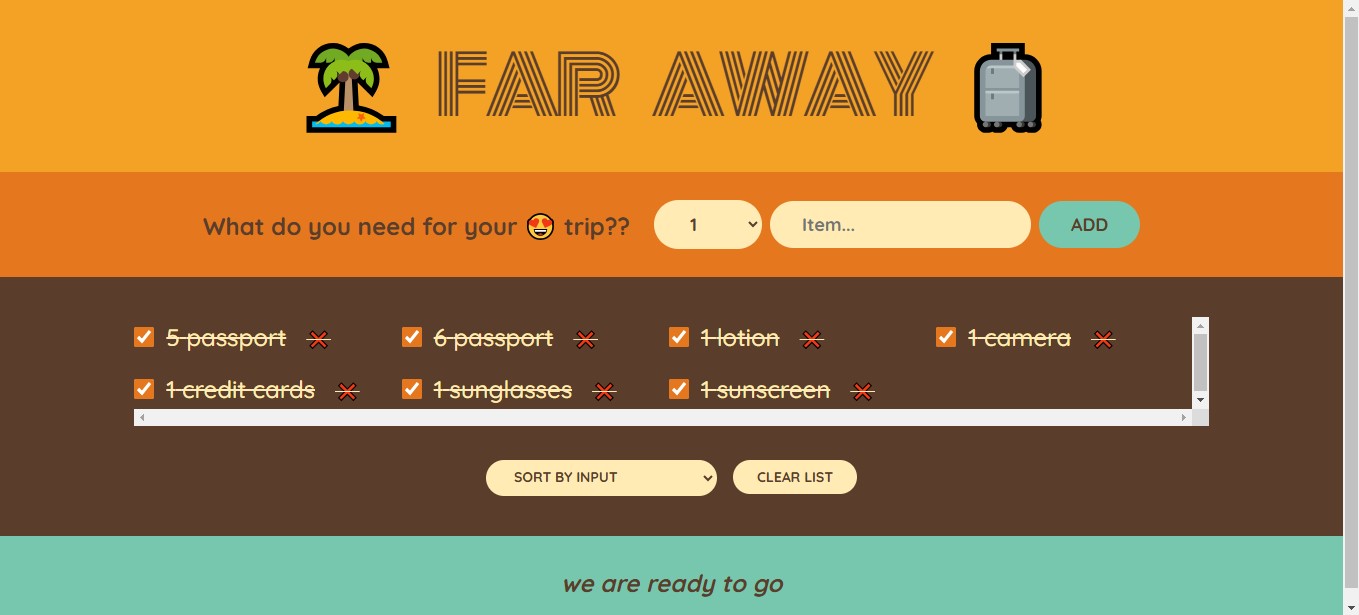 FAR AWAY
What do you need for your 😍 trip?? 1 Item... ADD
5 passport 6 passport 1 lotion 1 camera
1 credit cards 1 sunglasses 1 sunscreen
SORT BY INPUT CLEAR LIST
we are ready to go